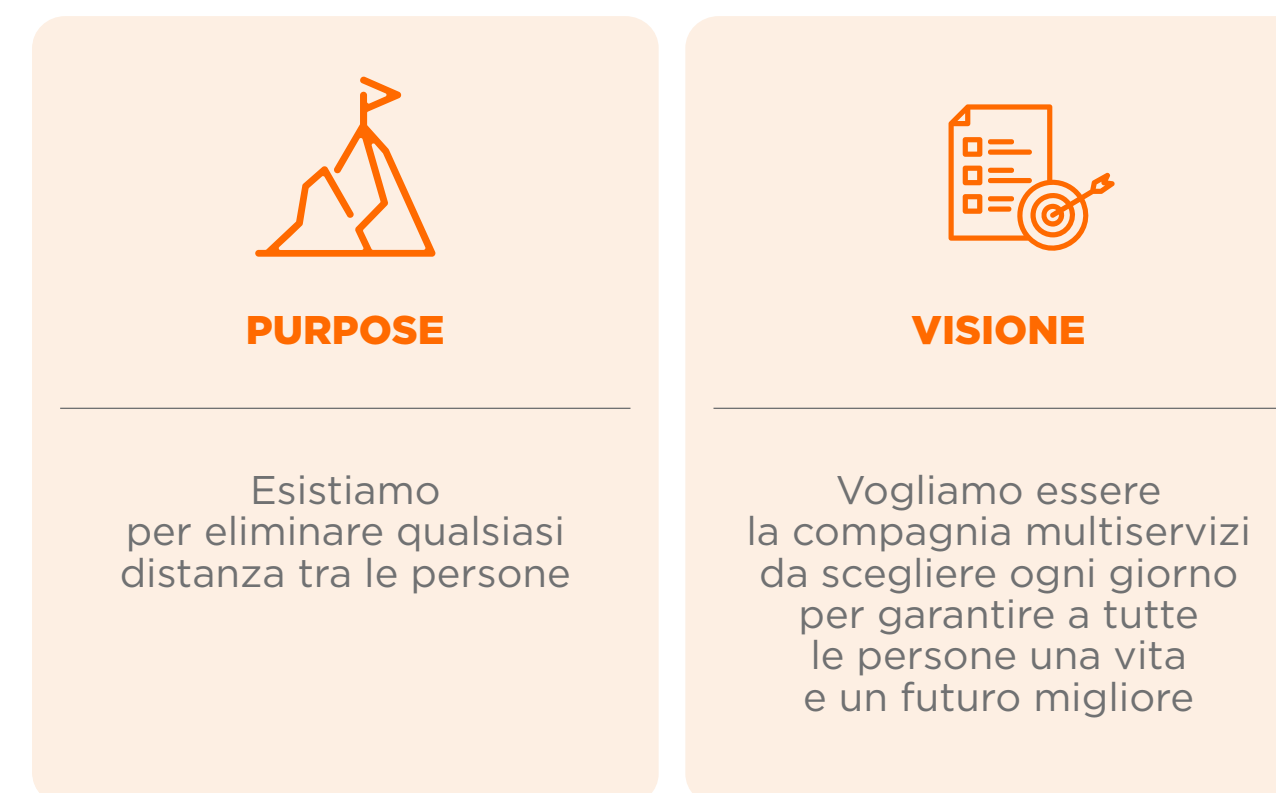 PURPOSE
Esistiamo
per eliminare qualsiasi
distanza tra le persone
VISIONE
Vogliamo essere
la compagnia multiservizi
da scegliere ogni giorno
per garantire a tutte
le persone una vita
e un futuro migliore